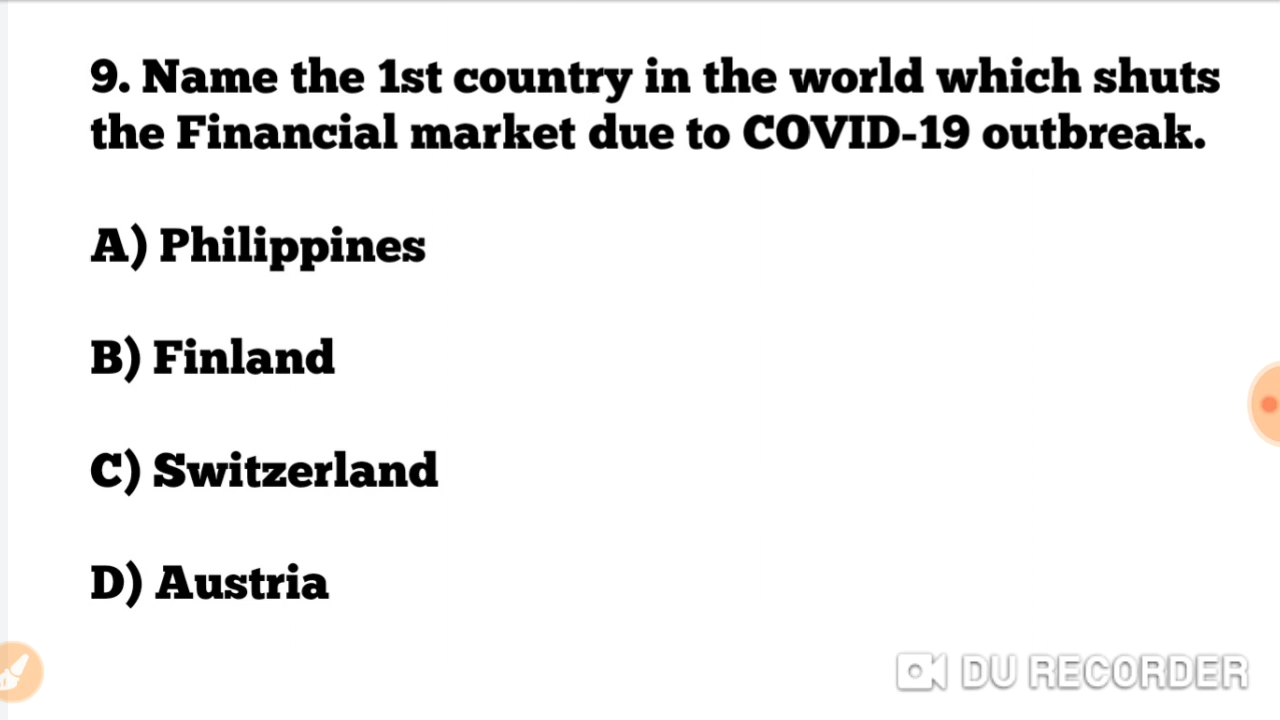 9. Name the 1st country in the world which shuts
the Financial market due to COVID-19 outbreak.
A) Philippines
B) Finland
C) Switzerland
D) Austria
DU RECORDER